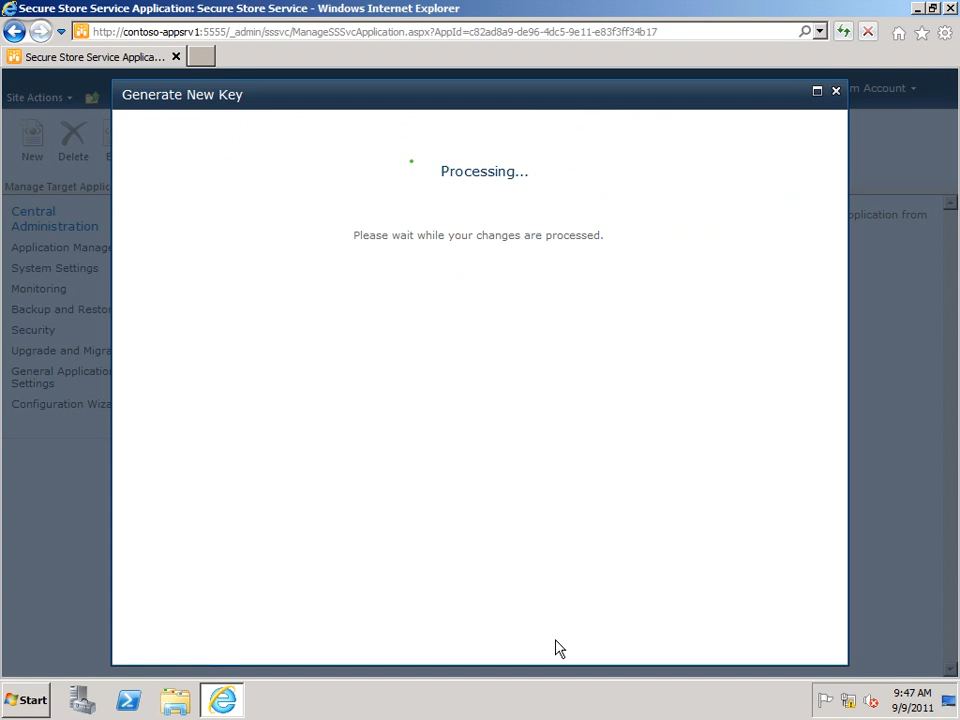 Secure Store Service Application: Secure Store Service - Windows Internet Explorer
http://contoso-appsrv1:5555/_admin/sssvc/ManageSSSvcApplication.aspx?AppId=c82ad8a9-de96-4dc5-9e11-e83f3ff34b17
Secure Store Service Applica...
Site Actions
m Account
Generate New Key
New
Delete
E
Manage Target Applic
Processing...
Please wait while your changes are processed.
pplication from
Central
Administration
Application Manage
System Settings
Monitoring
Backup and Restor
Security
Upgrade and Migra
General Applicatio
Settings
Configuration Wiza
Start
9:47 AM
9/9/2011